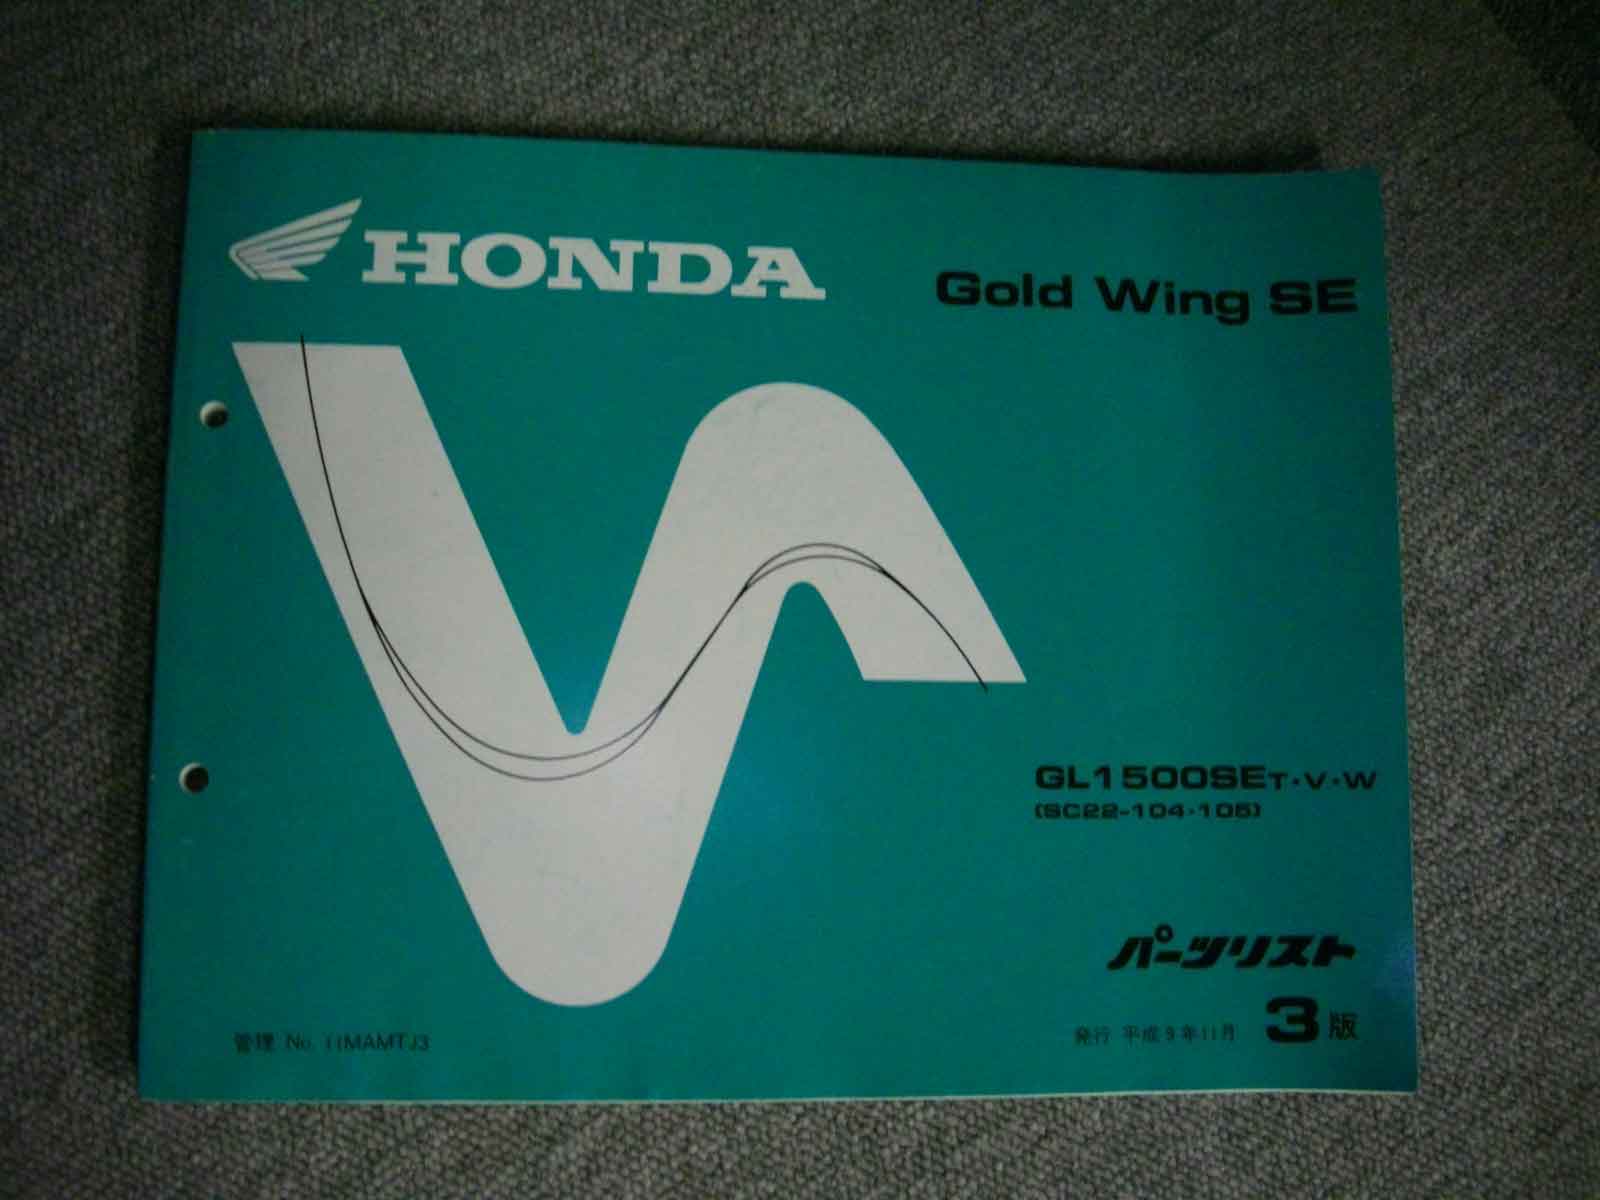 HONDA
Gold Wing SE
GL1500SET・V・W
(SC22-104・105)
パーツリスト
3版
発行 平成9年11月
管理 No. 11MAMTJ3